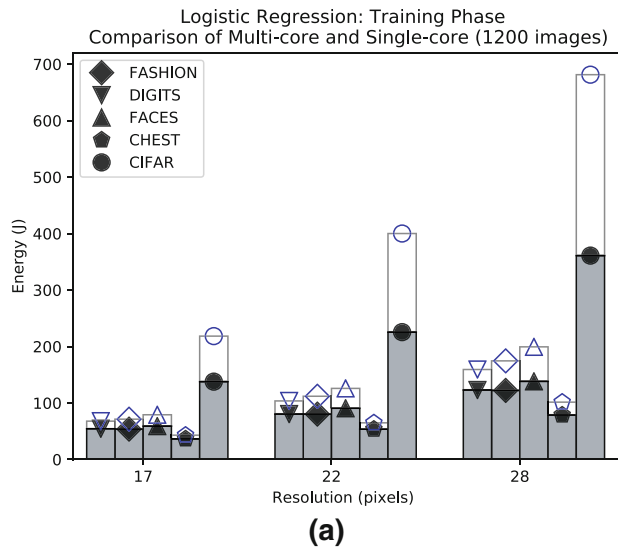 Logistic Regression: Training Phase
Comparison of Multi-core and Single-core (1200 images)
700
600
500
400
300
200
100
0
Energy (J)
FASHION
DIGITS
FACES
CHEST
CIFAR
17
22
28
Resolution (pixels)
(a)